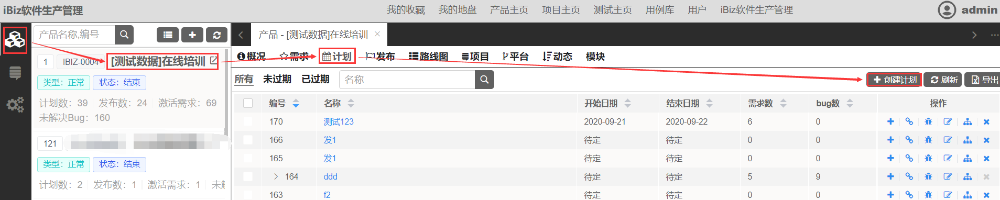 iBiz软件生产管理 我的收藏 我的地盘 产品主页 项目主页 测试主页 用例库 用户 iBiz软件生产管理 admin
产品名称,编号
产品 - [测试数据]在线培训
1 IBIZ-0004 [测试数据]在线培训
类型：正常 状态：结束
计划数：39 发布数：24 激活需求：69
未解决Bug：160
121
类型：正常 状态：结束
计划数：2 发布数：1 激活需求：1 未解
概况 需求 计划 发布 路线图 项目 平台 动态 模块
所有 未过期 已过期 名称 创建计划 刷新 导出
编号 名称 开始日期 结束日期 需求数 bug数 操作
170 测试123 2020-09-21 2020-09-22 6 0
166 发1 待定 待定 0 0
165 发1 待定 待定 0 0
164 ddd 待定 待定 5 9
163 f2 待定 待定 0 0